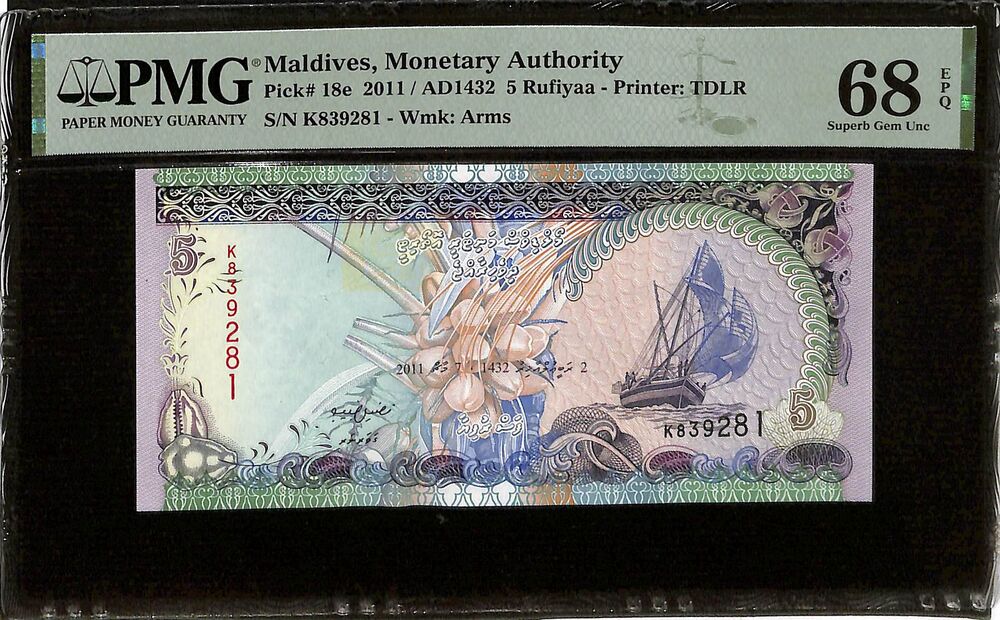 PMG®
PAPER MONEY GUARANTY
Maldives, Monetary Authority
Pick# 18e 2011 / AD1432 5 Rufiyaa - Printer: TDLR
S/N K839281 - Wmk: Arms
68
EPQ
Superb Gem Unc
5
K839281
2011 1432 7 2
K839281
5